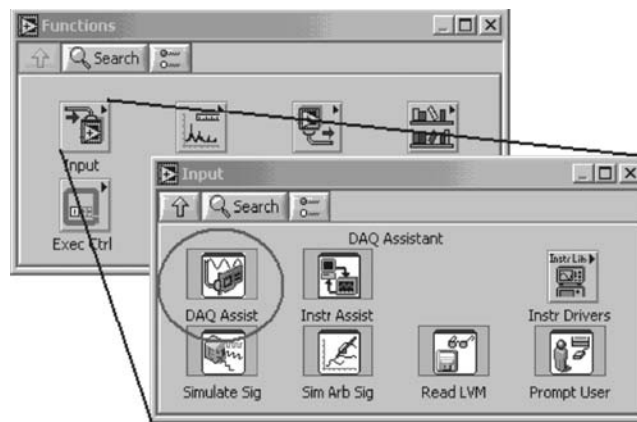 Functions
Search
Input
Exec Ctrl
Input
Search
DAQ Assistant
Instr Lib
DAQ Assist
Instr Assist
Instr Drivers
Simulate Sig
Sim Arb Sig
Read LVM
Prompt User